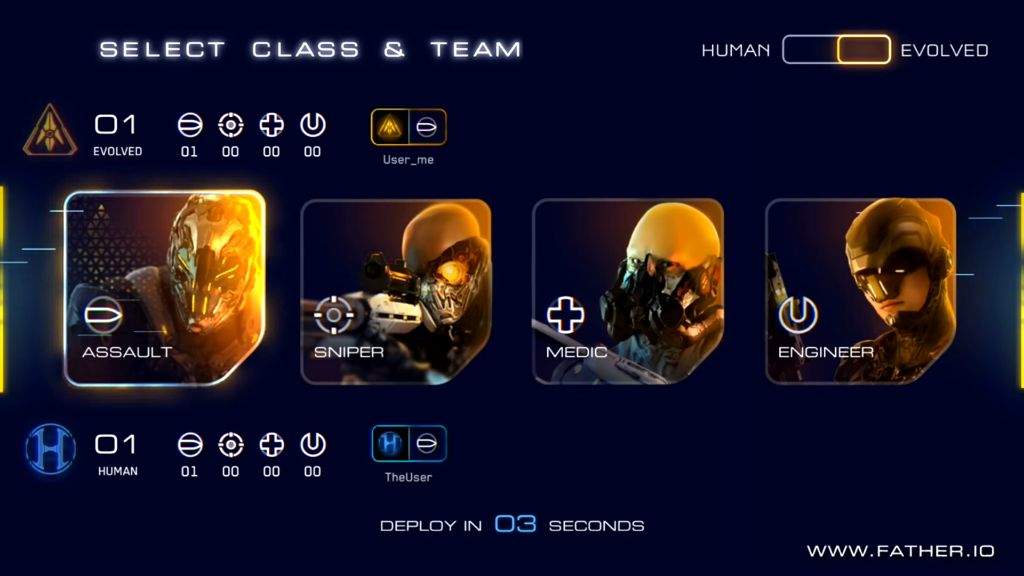 SELECT CLASS & TEAM
HUMAN EVOLVED
01
EVOLVED
01 00 00 00
User_me
ASSAULT
SNIPER
MEDIC
ENGINEER
01
HUMAN
01 00 00 00
TheUser
DEPLOY IN 03 SECONDS
WWW.FATHER.IO